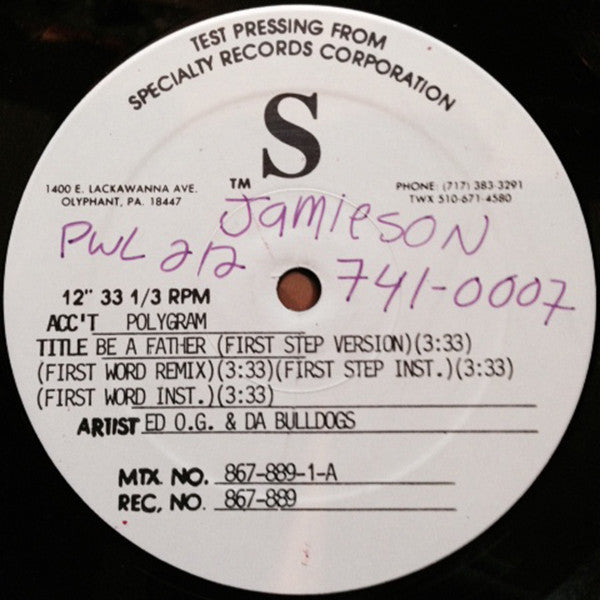 TEST PRESSING FROM
SPECIALTY RECORDS CORPORATION
S
TM
1400 E. LACKAWANNA AVE.
OLYPHANT, PA. 18447
PHONE: (717) 383-3291
TWX 510-671-4580
Jamieson
PWL 212
741-0007
12" 33 1/3 RPM
ACC'T POLYGRAM
TITLE BE A FATHER (FIRST STEP VERSION)(3:33)
(FIRST WORD REMIX)(3:33)(FIRST STEP INST.)(3:33)
(FIRST WORD INST.)(3:33)
ARTIST ED O.G. & DA BULLDOGS
MTX. NO. 867-889-1-A
REC. NO. 867-889